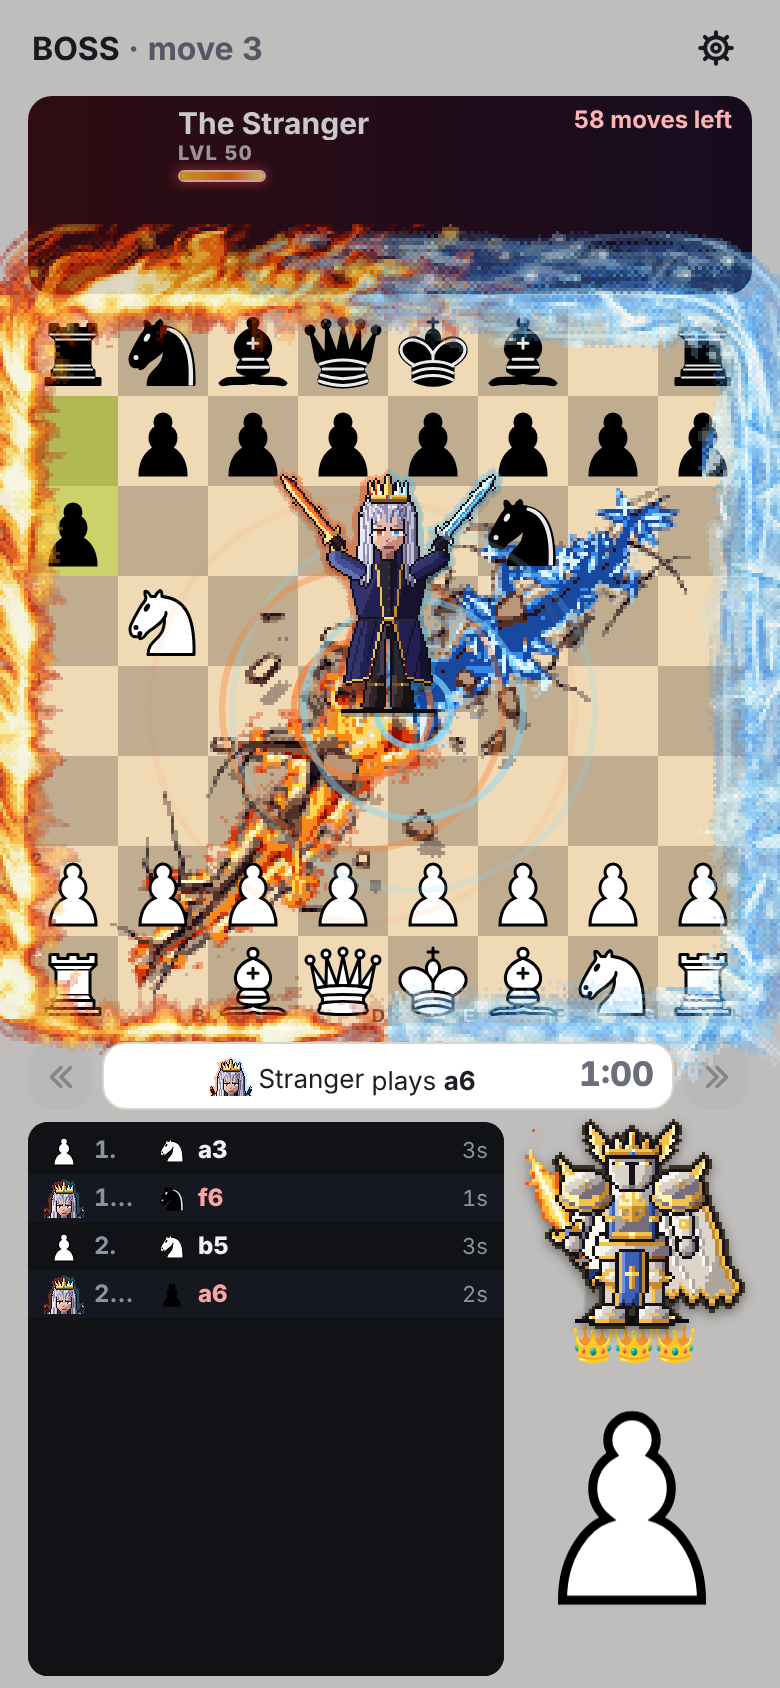 BOSS · move 3
The Stranger
58 moves left
LVL 50
B D E
Stranger plays a6
1:00
1. a3 3s
1... f6 1s
2. b5 3s
2... a6 2s